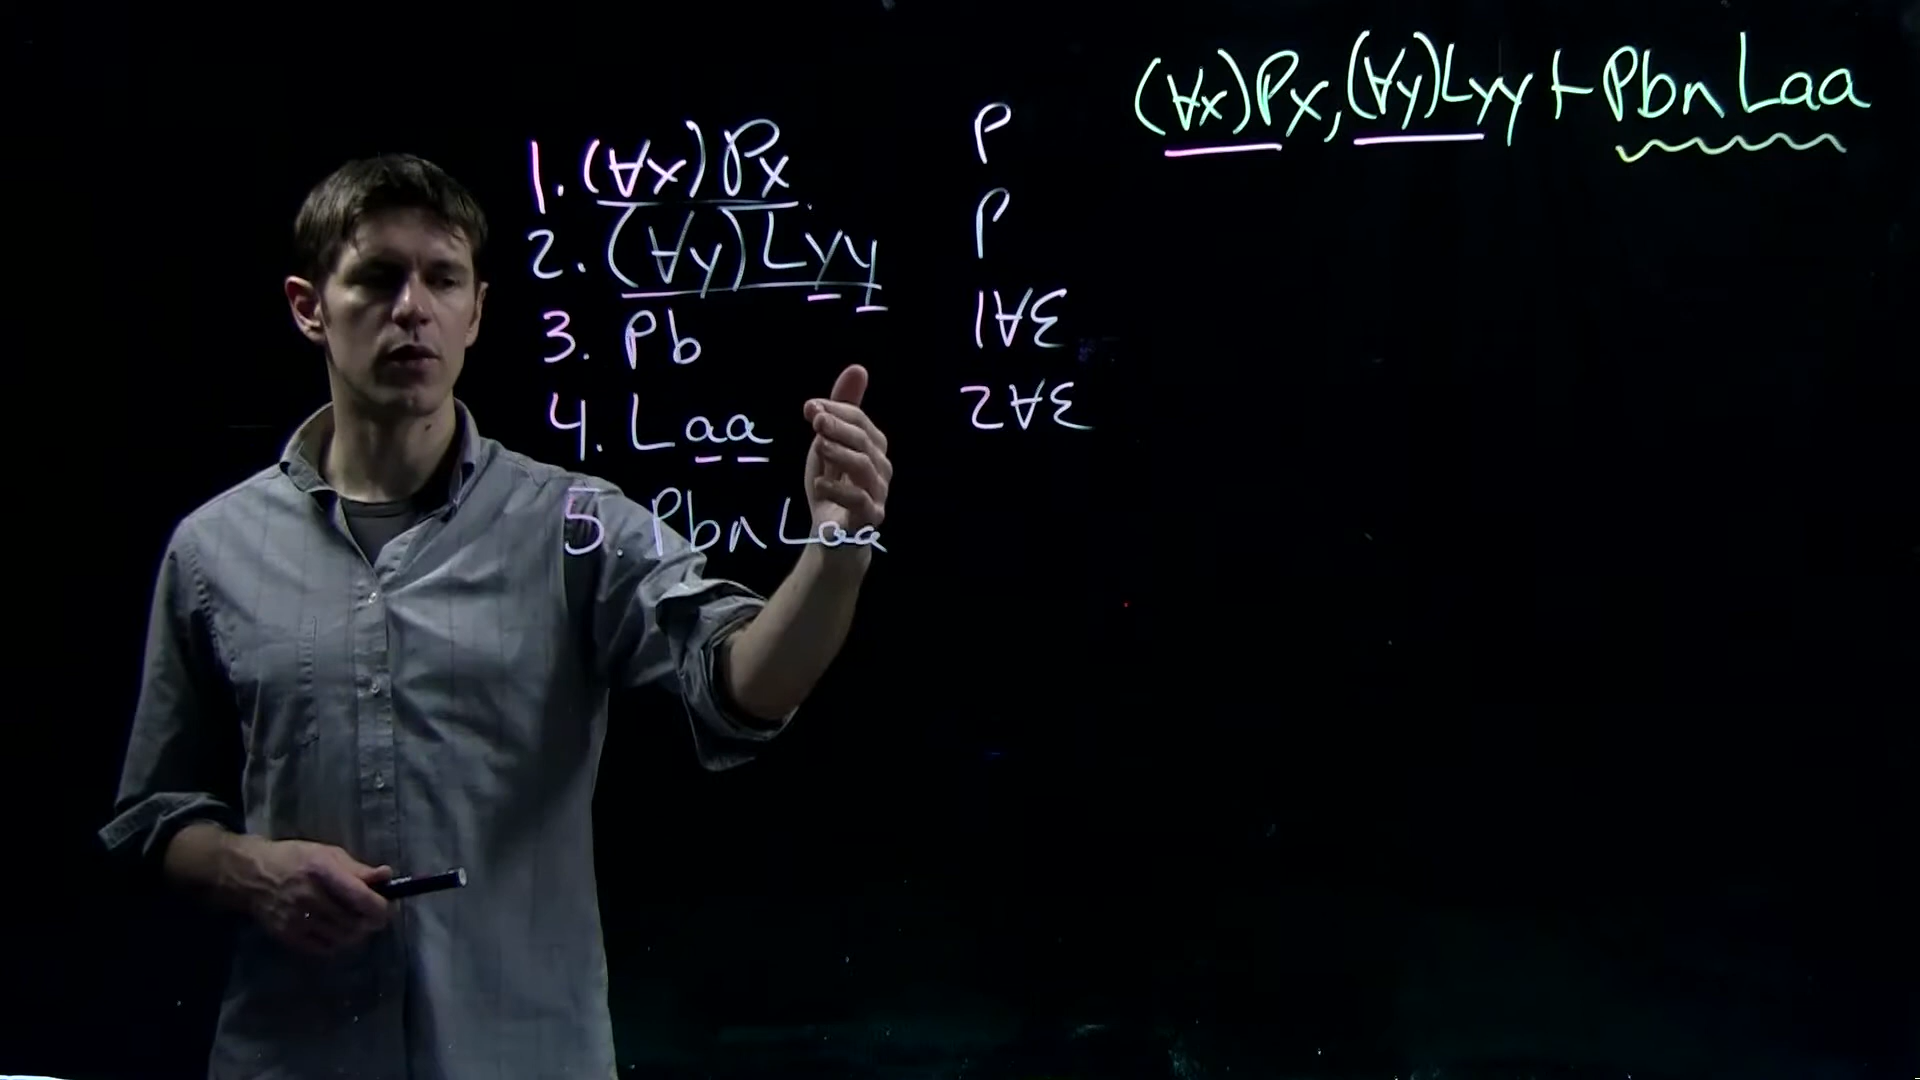 (∀x)Px, (∀y)Lyy ⊢ Pb∧Laa
1. (∀x)Px P
2. (∀y)Lyy P
3. Pb 1∀E
4. Laa 2∀E
5. Pb∧Laa